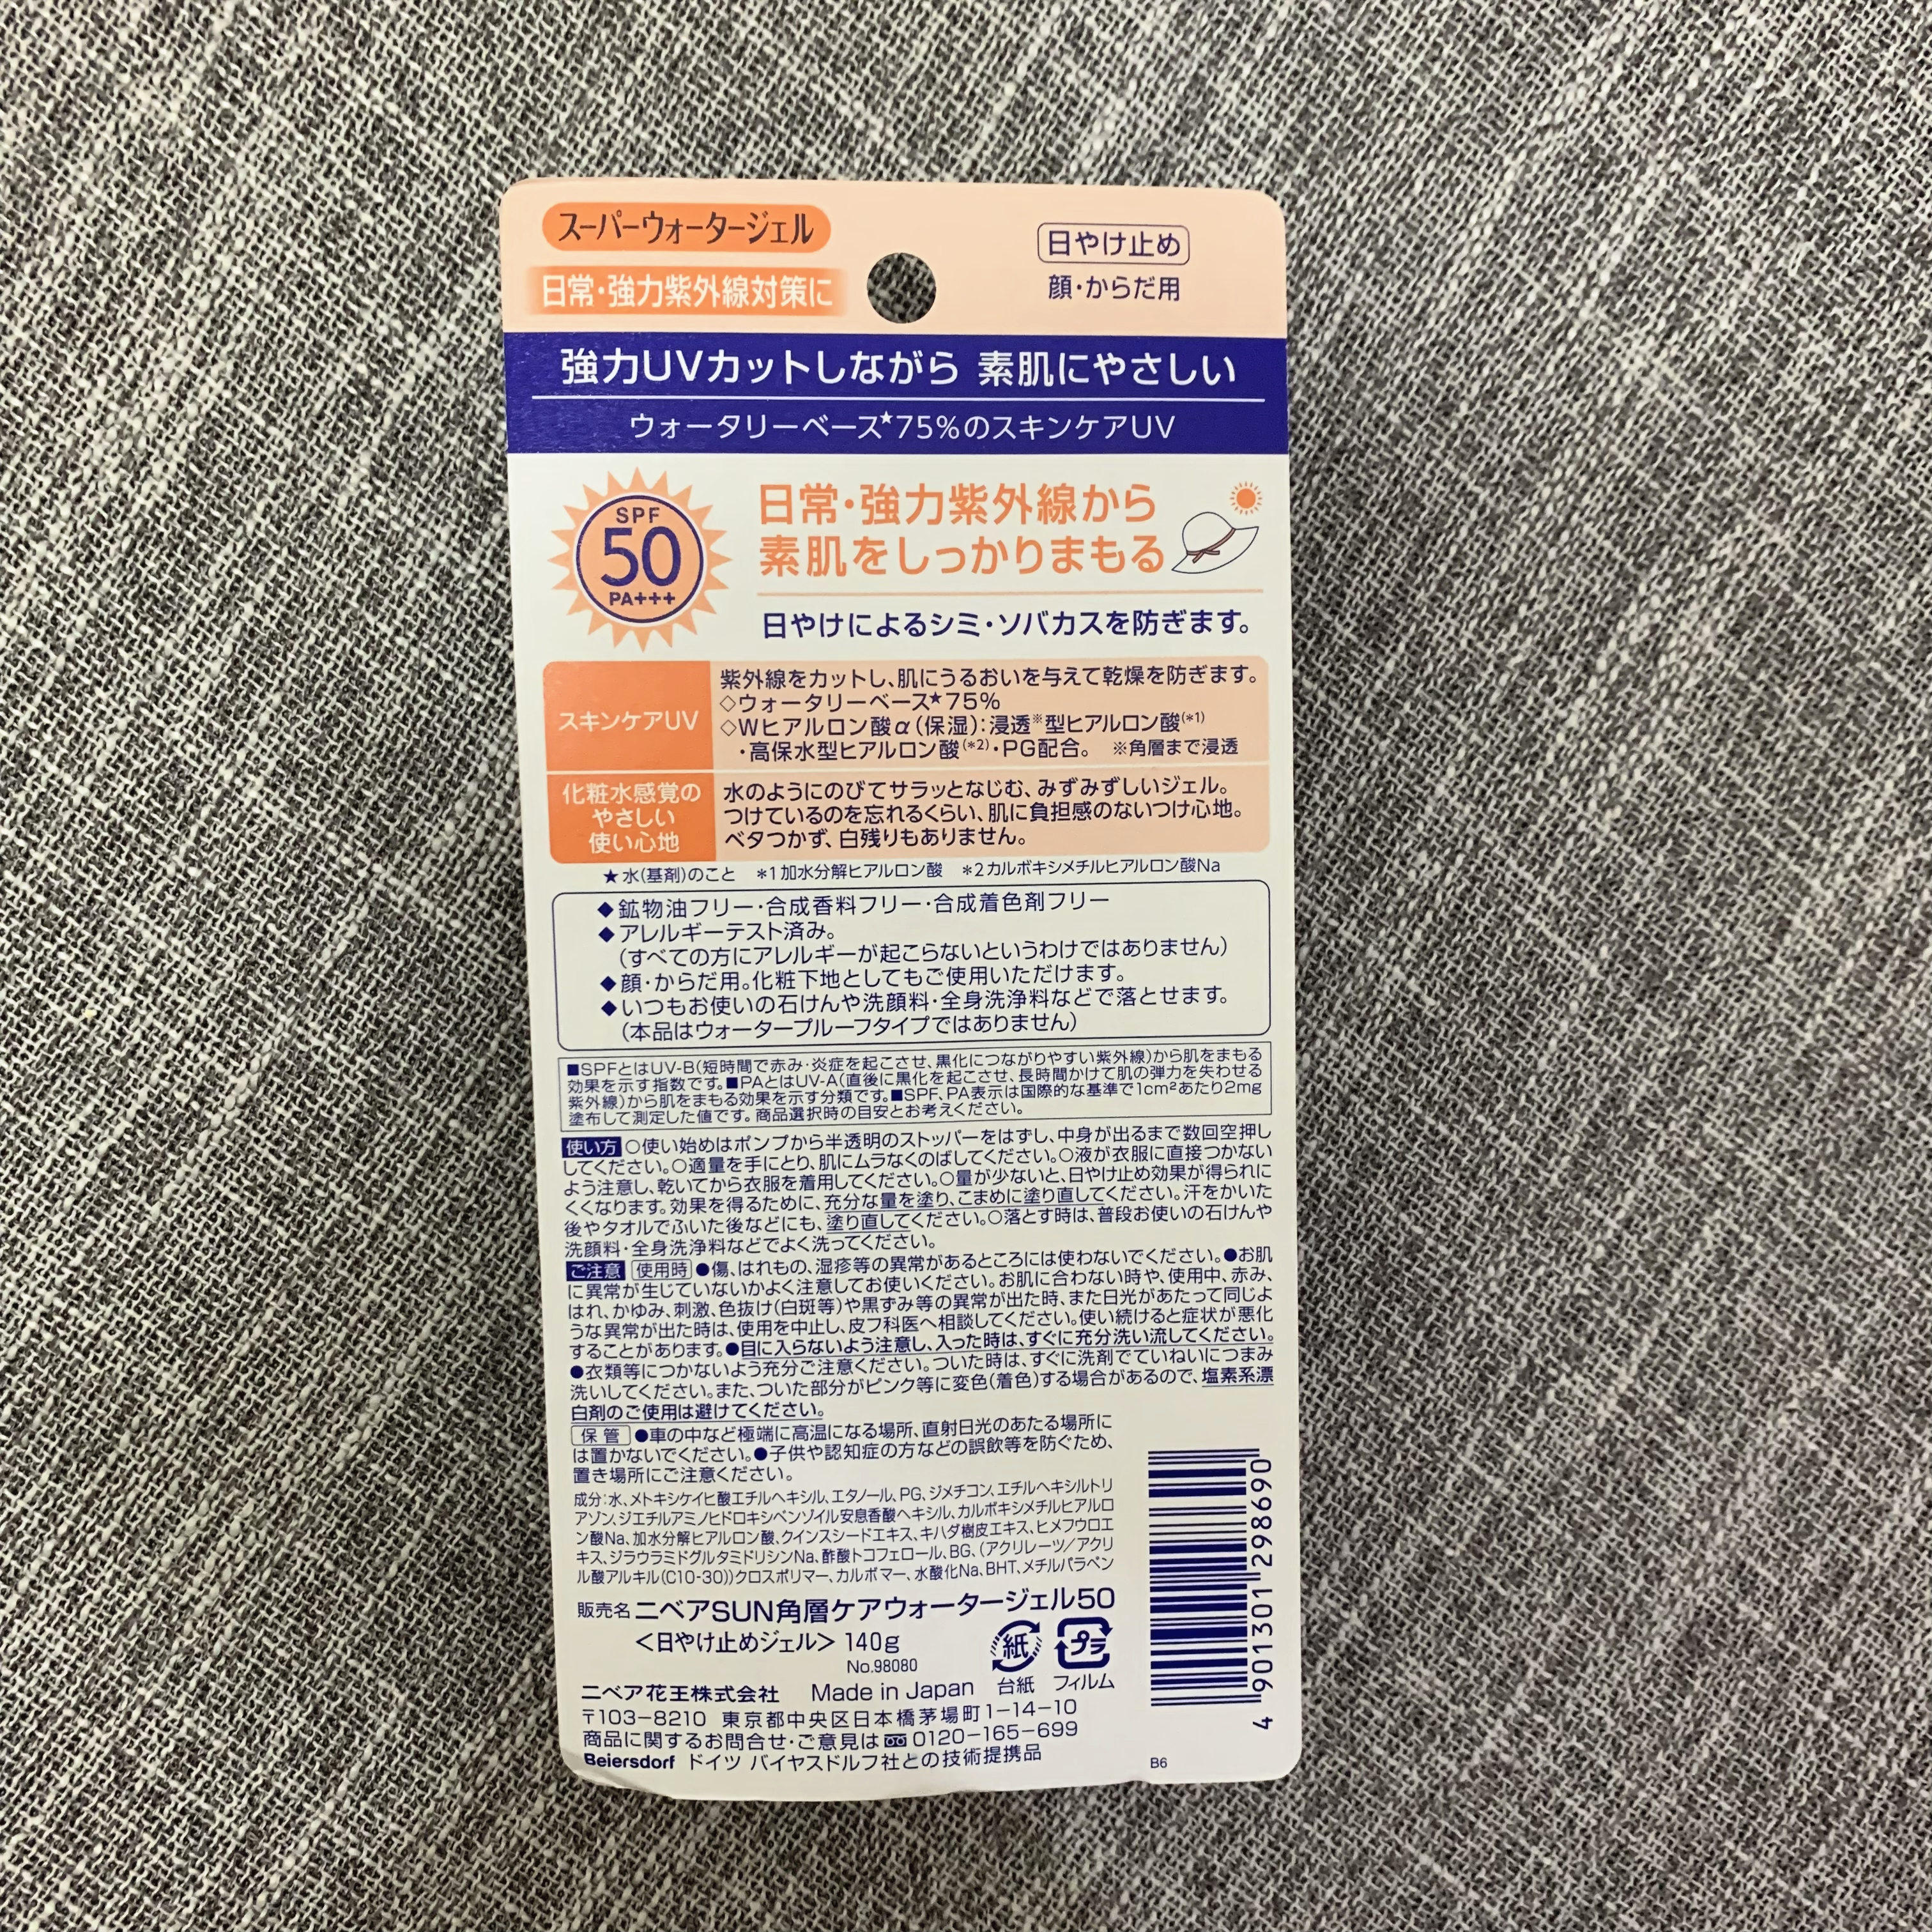 スーパーウォータージェル
日やけ止め
日常・強力紫外線対策に
顔・からだ用
強力UVカットしながら 素肌にやさしい
ウォータリーベース★75%のスキンケアUV
SPF
50
PA+++
日常・強力紫外線から
素肌をしっかりまもる
日やけによるシミ・ソバカスを防ぎます。
スキンケアUV
紫外線をカットし、肌にうるおいを与えて乾燥を防ぎます。
◇ウォータリーベース★75%
◇Wヒアルロン酸α（保湿）：浸透※型ヒアルロン酸(*1)
・高保水型ヒアルロン酸(*2)・PG配合。 ※角層まで浸透
化粧水感覚の
やさしい
使い心地
水のようにのびてサラッとなじむ、みずみずしいジェル。
つけているのを忘れるくらい、肌に負担感のないつけ心地。
ベタつかず、白残りもありません。
★水(基剤)のこと *1加水分解ヒアルロン酸 *2カルボキシメチルヒアルロン酸Na
◆鉱物油フリー・合成香料フリー・合成着色剤フリー
◆アレルギーテスト済み。
（すべての方にアレルギーが起こらないというわけではありません）
◆顔・からだ用。化粧下地としてもご使用いただけます。
◆いつもお使いの石けんや洗顔料・全身洗浄料などで落とせます。
（本品はウォータープルーフタイプではありません）
■SPFとはUV-B(短時間で赤み・炎症を起こさせ、黒化につながりやすい紫外線)から肌をまもる
効果を示す指数です。■PAとはUV-A(直後に黒化を起こさせ、長時間かけて肌の弾力を失わせる
紫外線)から肌をまもる効果を示す分類です。■SPF、PA表示は国際的な基準で1cm²あたり2mg
塗布して測定した値です。商品選択時の目安とお考えください。
使い方 ○使い始めはポンプから半透明のストッパーをはずし、中身が出るまで数回空押し
してください。○適量を手にとり、肌にムラなくのばしてください。○液が衣服に直接つかない
よう注意し、乾いてから衣服を着用してください。○量が少ないと、日やけ止め効果が得られに
くくなります。効果を得るために、充分な量を塗り、こまめに塗り直してください。汗をかいた
後やタオルでふいた後などにも、塗り直してください。○落とす時は、普段お使いの石けんや
洗顔料・全身洗浄料などでよく洗ってください。
ご注意 使用時 ●傷、はれもの、湿疹等の異常があるところには使わないでください。●お肌
に異常が生じていないかよく注意してお使いください。お肌に合わない時や、使用中、赤み、
はれ、かゆみ、刺激、色抜け(白斑等)や黒ずみ等の異常が出た時、また日光があたって同じよ
うな異常が出た時は、使用を中止し、皮フ科医へ相談してください。使い続けると症状が悪化
することがあります。●目に入らないよう注意し、入った時は、すぐに充分洗い流してください。
●衣類等につかないよう充分ご注意ください。ついた時は、すぐに洗剤でていねいにつまみ
洗いしてください。また、ついた部分がピンク等に変色(着色)する場合があるので、塩素系漂
白剤のご使用は避けてください。
保管 ●車の中など極端に高温になる場所、直射日光のあたる場所に
は置かないでください。●子供や認知症の方などの誤飲等を防ぐため、
置き場所にご注意ください。
成分：水、メトキシケイヒ酸エチルヘキシル、エタノール、PG、ジメチコン、エチルヘキシルトリ
アゾン、ジエチルアミノヒドロキシベンゾイル安息香酸ヘキシル、カルボキシメチルヒアルロ
ン酸Na、加水分解ヒアルロン酸、クインスシードエキス、キハダ樹皮エキス、ヒメフウロエ
キス、ジラウラミドグルタミドリシンNa、酢酸トコフェロール、BG、(アクリレーツ／アクリ
ル酸アルキル(C10-30))クロスポリマー、カルボマー、水酸化Na、BHT、メチルパラベン
販売名 ニベアSUN角層ケアウォータージェル50
＜日やけ止めジェル＞ 140g
No.98080
紙
台紙
プラ
フィルム
ニベア花王株式会社 Made in Japan
〒103-8210 東京都中央区日本橋茅場町1-14-10
商品に関するお問合せ・ご意見は 0120-165-699
Beiersdorf ドイツ バイヤスドルフ社との技術提携品
B6
4 901301 298690